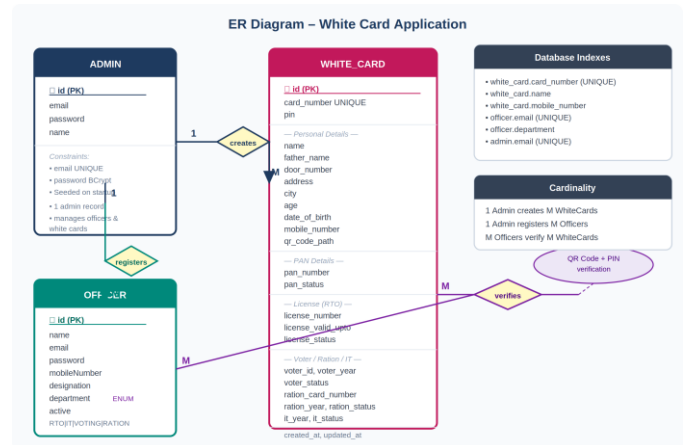 ER Diagram – White Card Application
ADMIN
id (PK)
email
password
name
Constraints:
• email UNIQUE
• password BCrypt
• Seeded on
• 1 admin record
• manages officers &
white cards
1
creates
M
1
registers
WHITE_CARD
id (PK)
card_number UNIQUE
pin
— Personal Details —
name
father_name
door_number
address
city
age
date_of_birth
mobile_number
qr_code_path
— PAN Details —
pan_number
pan_status
— License (RTO) —
license_number
license_valid_upto
license_status
— Voter / Ration / IT —
voter_id, voter_year
voter_status
ration_card_number
ration_year, ration_status
it_year, it_status
created_at, updated_at
Database Indexes
• white_card.card_number (UNIQUE)
• white_card.name
• white_card.mobile_number
• officer.email (UNIQUE)
• officer.department
• admin.email (UNIQUE)
Cardinality
1 Admin creates M WhiteCards
1 Admin registers M Officers
M Officers verify M WhiteCards
QR Code + PIN
verification
M
verifies
M
id (PK)
name
email
password
mobileNumber
designation
department ENUM
active
RTO|IT|VOTING|RATION